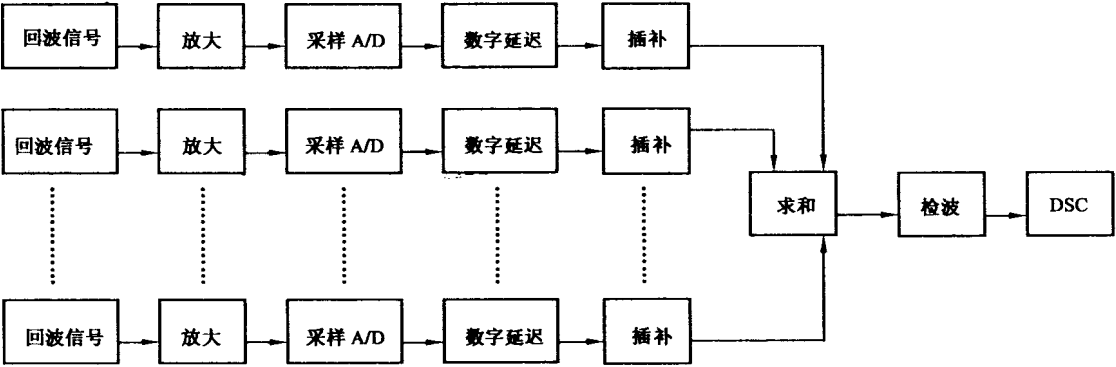 回波信号
放大
采样 A/D
数字延迟
插补
回波信号
放大
采样 A/D
数字延迟
插补
求和
检波
DSC
回波信号
放大
采样 A/D
数字延迟
插补